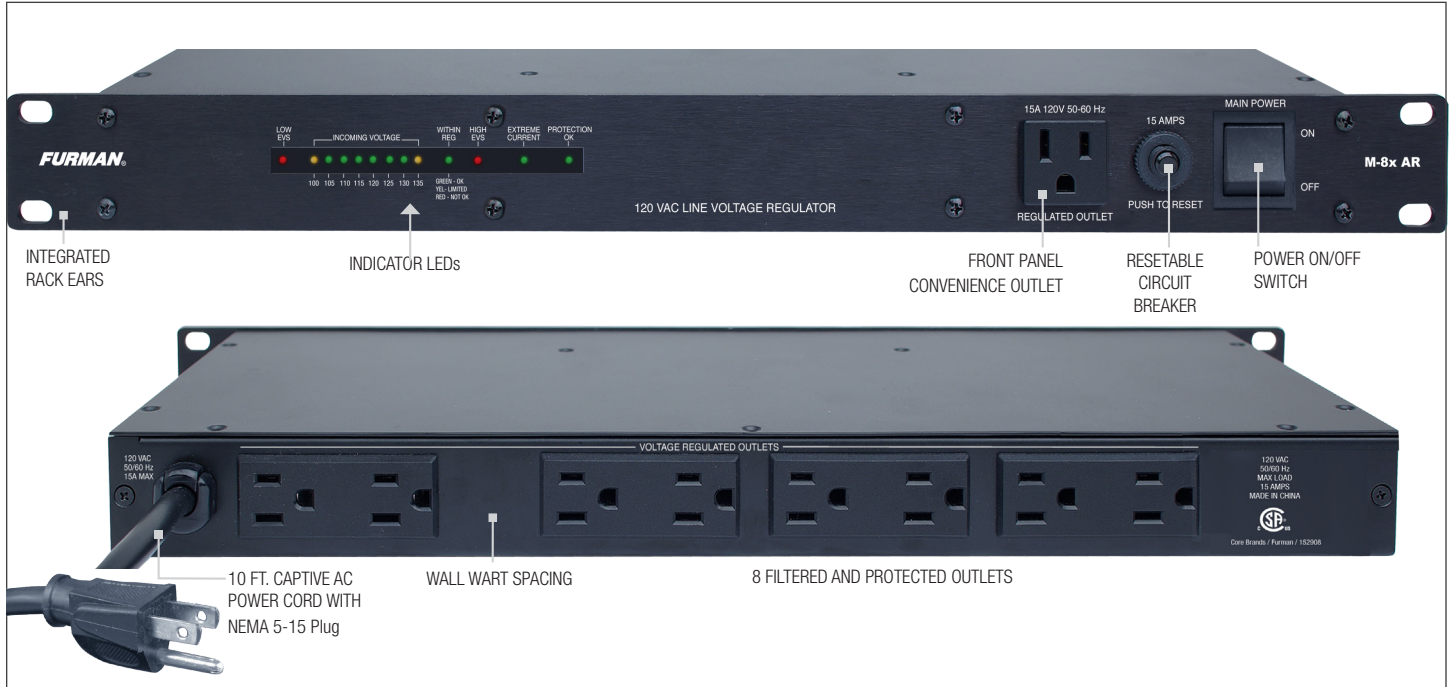 LOW
EVS
INCOMING VOLTAGE
WITHIN
REG
HIGH
EVS
EXTREME
CURRENT
PROTECTION
OK
100 105 110 115 120 125 130 135
GREEN - OK
YEL- LIMITED
RED - NOT OK
FURMAN®
120 VAC LINE VOLTAGE REGULATOR
15A 120V 50-60 Hz
REGULATED OUTLET
15 AMPS
PUSH TO RESET
MAIN POWER
ON
OFF
M-8x AR
INTEGRATED
RACK EARS
INDICATOR LEDs
FRONT PANEL
CONVENIENCE OUTLET
RESETABLE
CIRCUIT
BREAKER
POWER ON/OFF
SWITCH
120 VAC
50/60 Hz
15A MAX
VOLTAGE REGULATED OUTLETS
120 VAC
50/60 Hz
MAX LOAD
15 AMPS
MADE IN CHINA
C SA® US
Core Brands / Furman / 152908
10 FT. CAPTIVE AC
POWER CORD WITH
NEMA 5-15 Plug
WALL WART SPACING
8 FILTERED AND PROTECTED OUTLETS